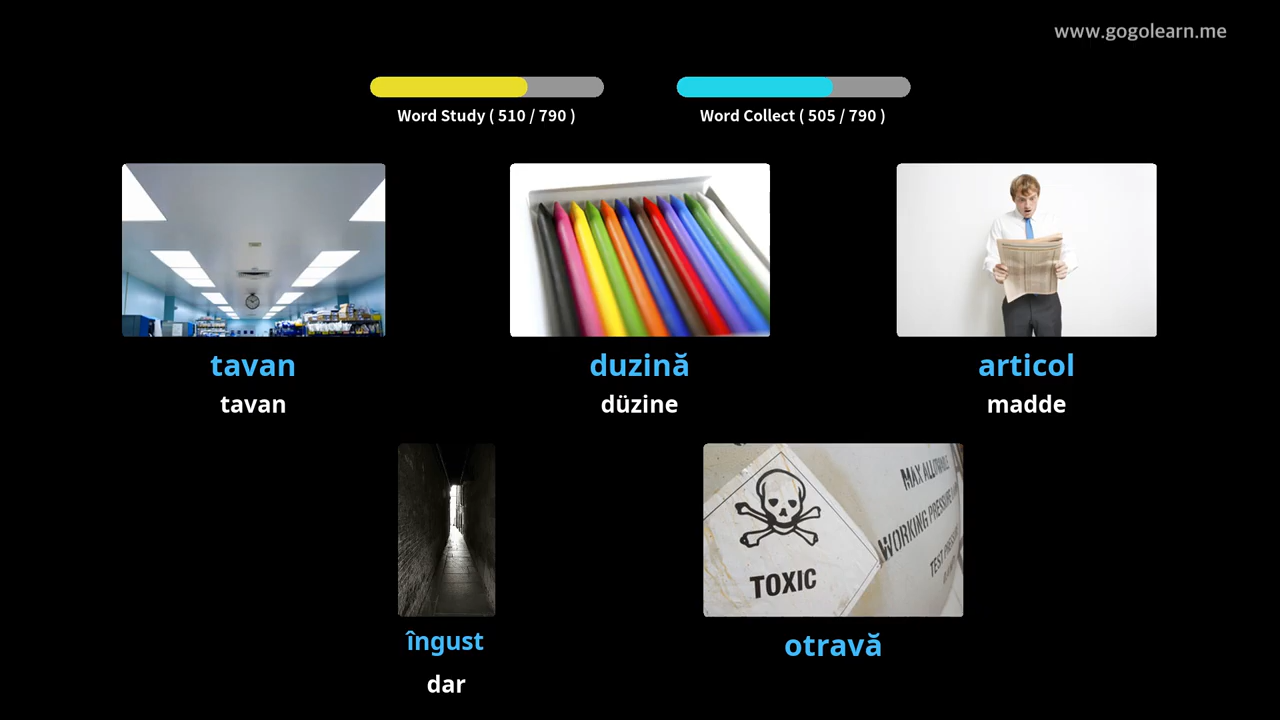 www.gogolearn.me
Word Study ( 510 / 790 )
Word Collect ( 505 / 790 )
tavan
tavan
duzină
düzine
articol
madde
îngust
dar
TOXIC
MAX ALLOWABLE
WORKING PRESSURE
TEST PRESSURE
otravă